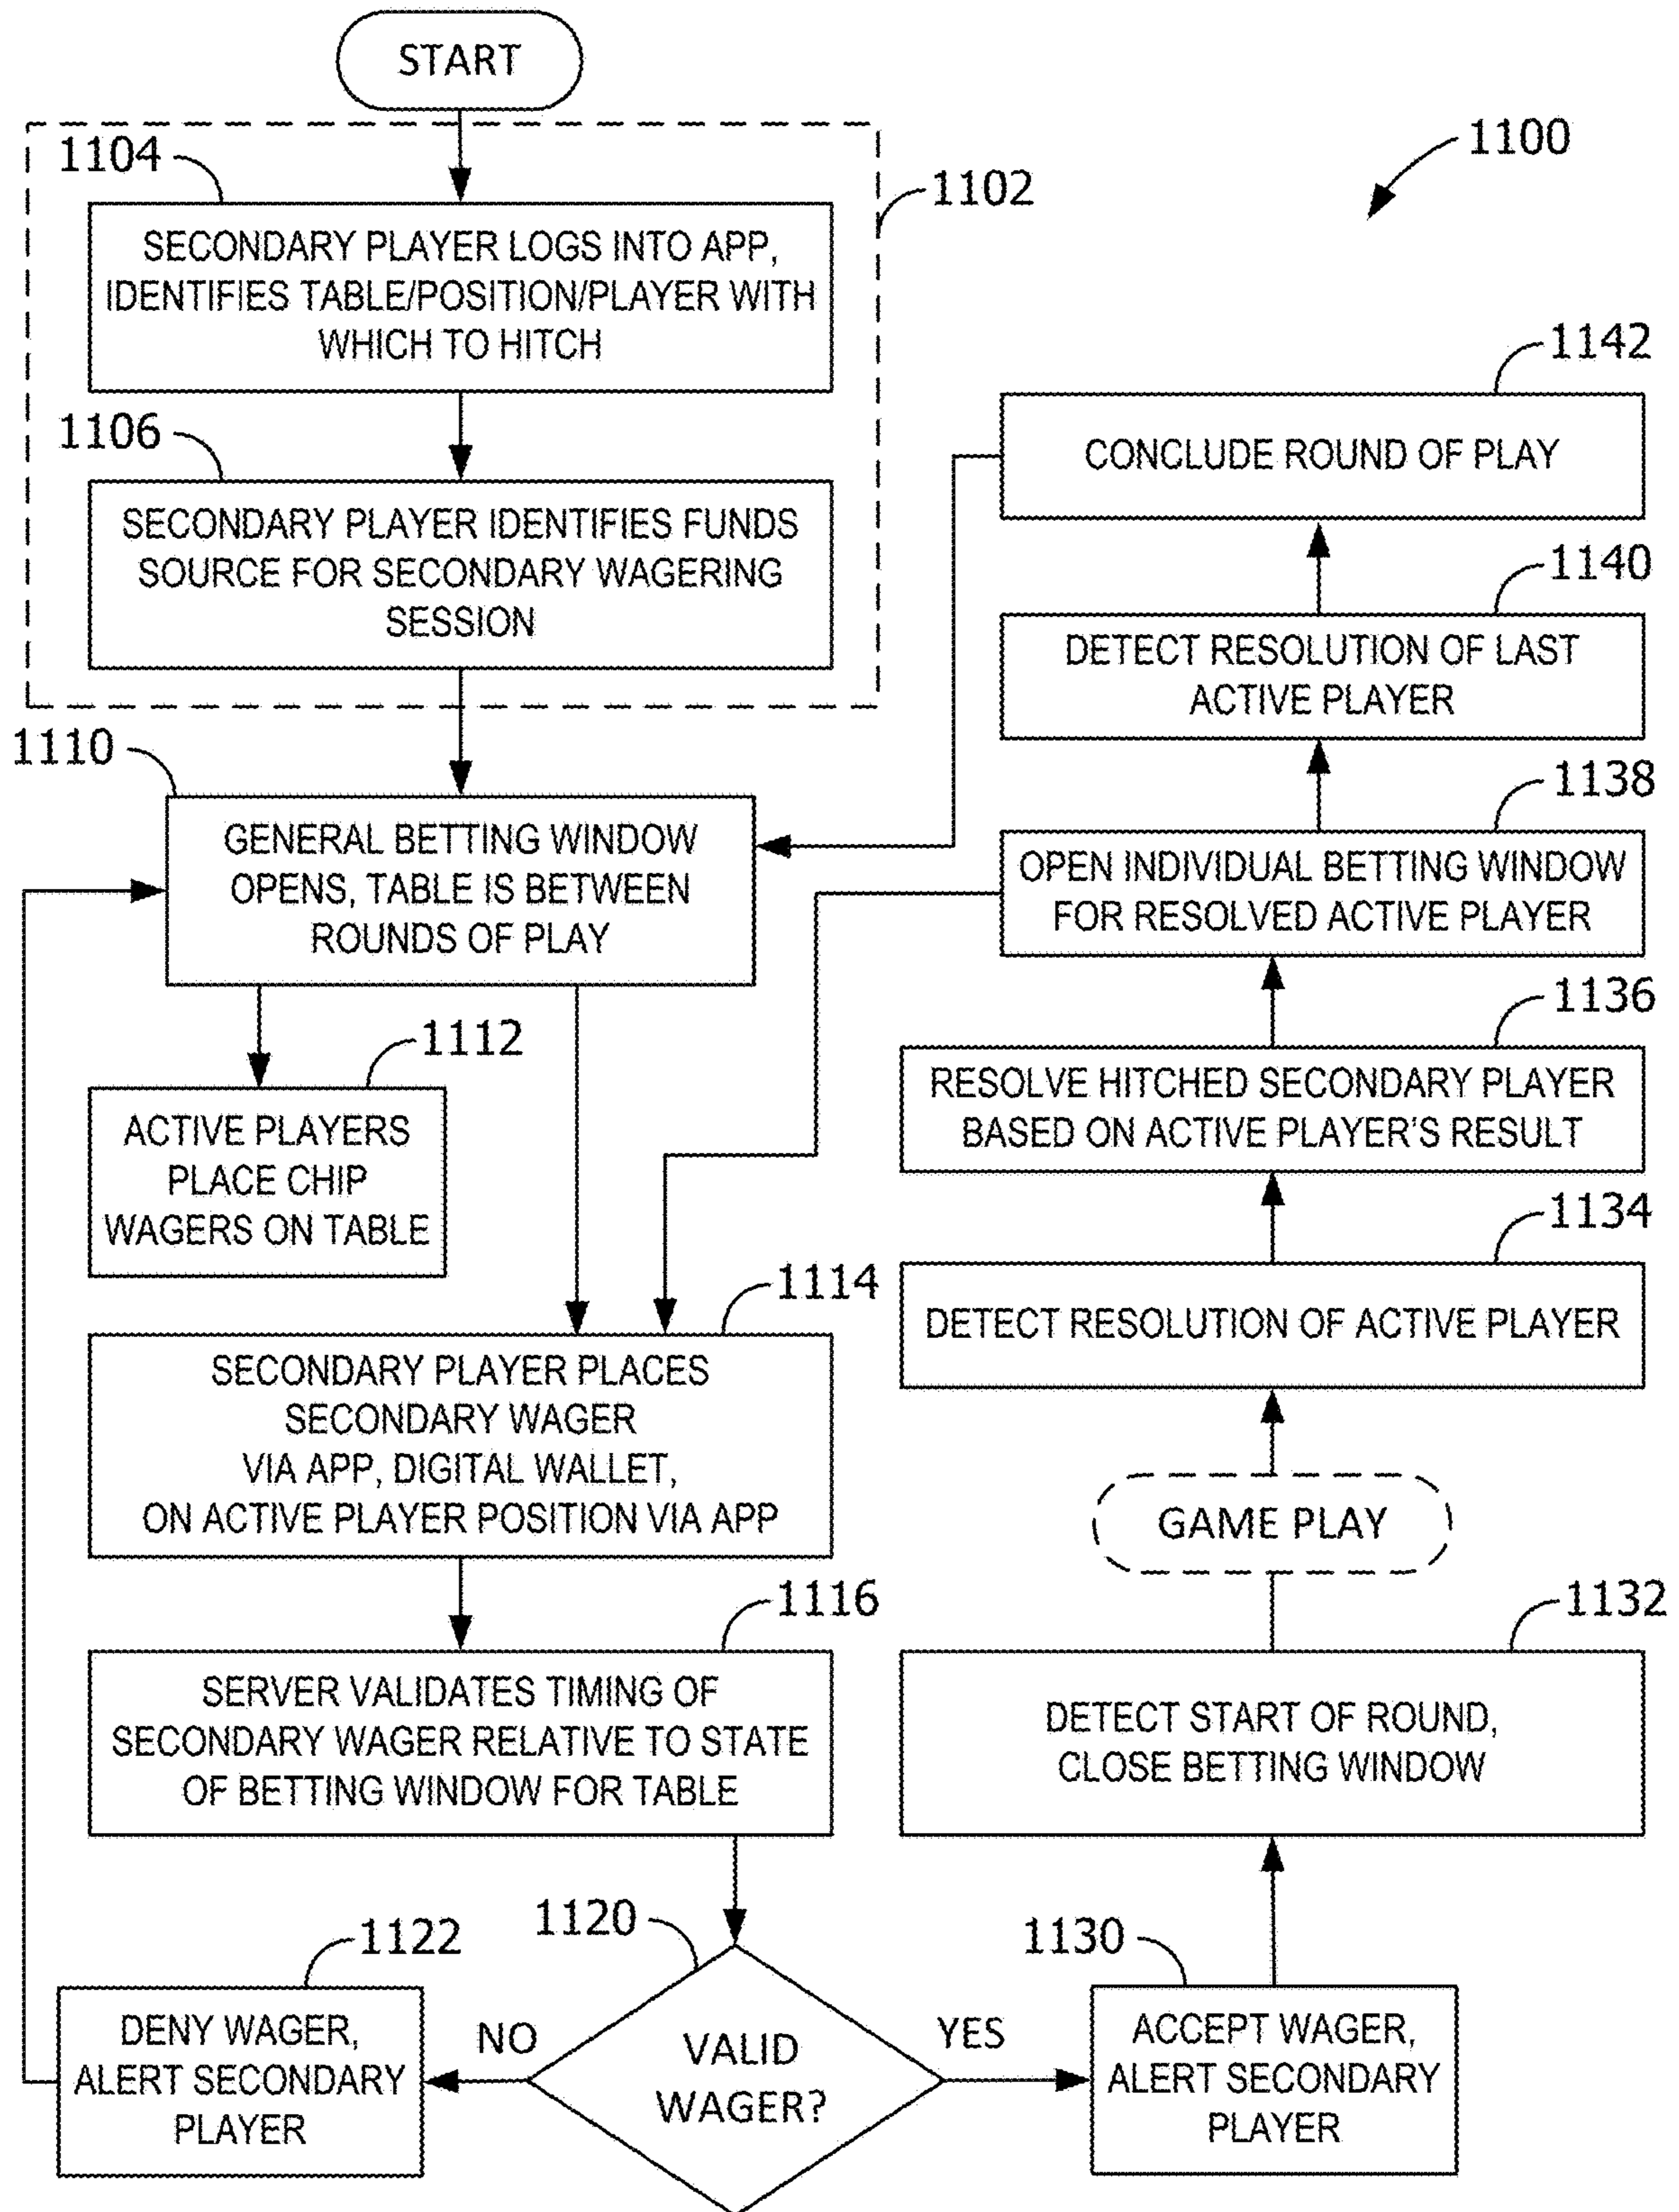 START
1100
1102
1104
SECONDARY PLAYER LOGS INTO APP,
IDENTIFIES TABLE/POSITION/PLAYER WITH
WHICH TO HITCH
1106
SECONDARY PLAYER IDENTIFIES FUNDS
SOURCE FOR SECONDARY WAGERING
SESSION
1110
GENERAL BETTING WINDOW
OPENS, TABLE IS BETWEEN
ROUNDS OF PLAY
1112
ACTIVE PLAYERS
PLACE CHIP
WAGERS ON TABLE
1114
SECONDARY PLAYER PLACES
SECONDARY WAGER
VIA APP, DIGITAL WALLET,
ON ACTIVE PLAYER POSITION VIA APP
1116
SERVER VALIDATES TIMING OF
SECONDARY WAGER RELATIVE TO STATE
OF BETTING WINDOW FOR TABLE
1120
VALID
WAGER?
NO
1122
DENY WAGER,
ALERT SECONDARY
PLAYER
YES
1130
ACCEPT WAGER,
ALERT SECONDARY
PLAYER
1132
DETECT START OF ROUND,
CLOSE BETTING WINDOW
GAME PLAY
1134
DETECT RESOLUTION OF ACTIVE PLAYER
1136
RESOLVE HITCHED SECONDARY PLAYER
BASED ON ACTIVE PLAYER'S RESULT
1138
OPEN INDIVIDUAL BETTING WINDOW
FOR RESOLVED ACTIVE PLAYER
1140
DETECT RESOLUTION OF LAST
ACTIVE PLAYER
1142
CONCLUDE ROUND OF PLAY